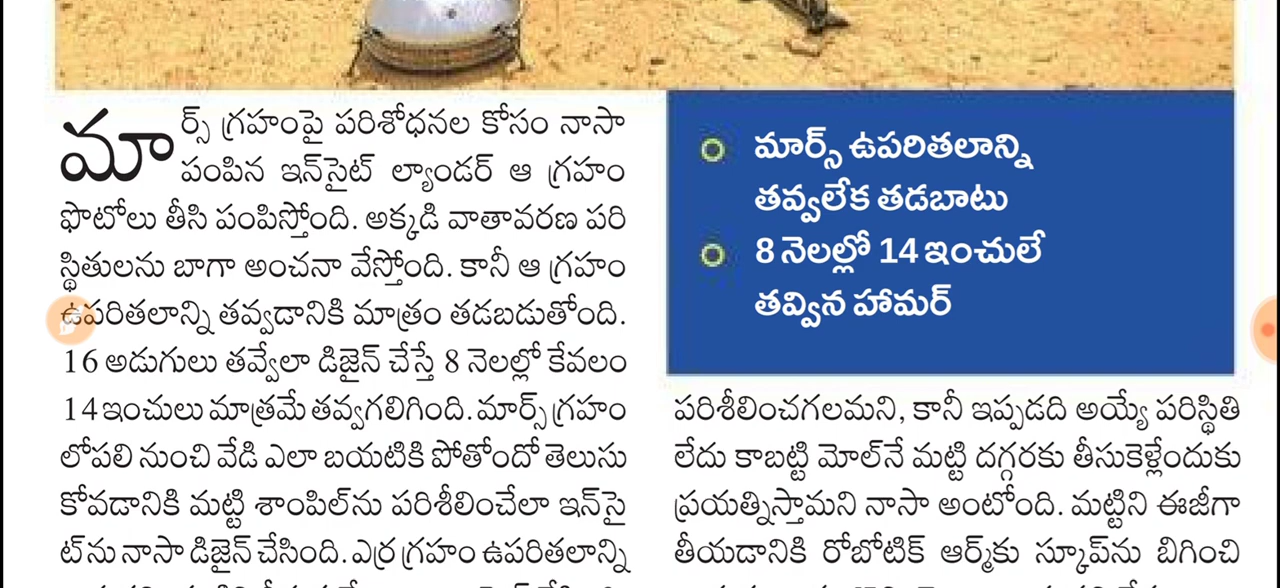 మార్స్ గ్రహంపై పరిశోధనల కోసం నాసా
పంపిన ఇన్‌సైట్ ల్యాండర్ ఆ గ్రహం
ఫొటోలు తీసి పంపిస్తోంది. అక్కడి వాతావరణ పరి
స్థితులను బాగా అంచనా వేస్తోంది. కానీ ఆ గ్రహం
ఉపరితలాన్ని తవ్వడానికి మాత్రం తడబడుతోంది.
16 అడుగులు తవ్వేలా డిజైన్ చేస్తే 8 నెలల్లో కేవలం
14 ఇంచులు మాత్రమే తవ్వగలిగింది. మార్స్ గ్రహం
లోపలి నుంచి వేడి ఎలా బయటికి పోతోందో తెలుసు
కోవడానికి మట్టి శాంపిల్‌ను పరిశీలించేలా ఇన్‌సై
ట్‌ను నాసా డిజైన్ చేసింది. ఎర్ర గ్రహం ఉపరితలాన్ని
మార్స్ ఉపరితలాన్ని
తవ్వలేక తడబాటు
8 నెలల్లో 14 ఇంచులే
తవ్విన హామర్
పరిశీలించగలమని, కానీ ఇప్పడది అయ్యే పరిస్థితి
లేదు కాబట్టి మోల్‌నే మట్టి దగ్గరకు తీసుకెళ్లేందుకు
ప్రయత్నిస్తామని నాసా అంటోంది. మట్టిని ఈజీగా
తీయడానికి రోబోటిక్ ఆర్మ్‌కు స్కూప్‌ను బిగించి